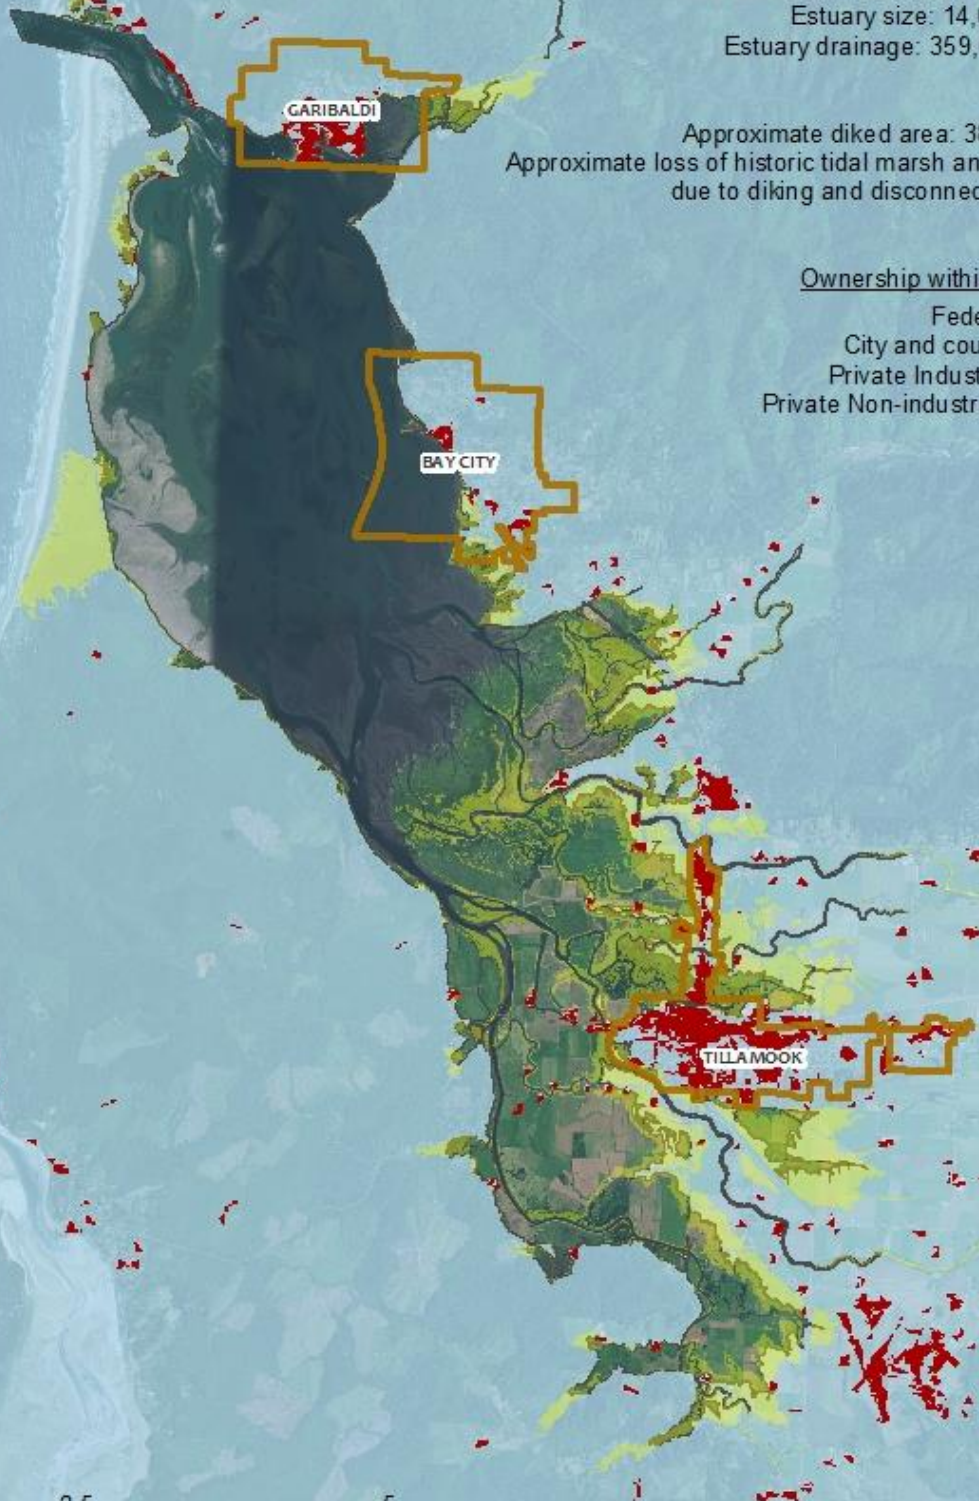 Estuary size: 14,
Estuary drainage: 359,
GARIBALDI
Approximate diked area: 3
Approximate loss of historic tidal marsh an
due to diking and disconnec
Ownership withi
Fede
City and cou
Private Indust
Private Non-industr
BAY CITY
TILLAMOOK
5